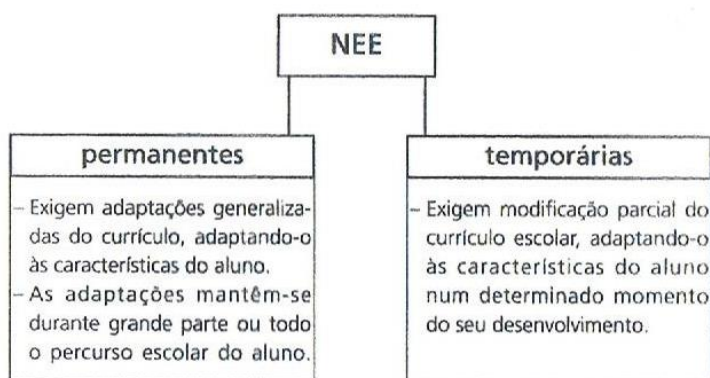 NEE
permanentes
– Exigem adaptações generaliza-
das do currículo, adaptando-o
às características do aluno.
– As adaptações mantêm-se
durante grande parte ou todo
o percurso escolar do aluno.
temporárias
– Exigem modificação parcial do
currículo escolar, adaptando-o
às características do aluno
num determinado momento
do seu desenvolvimento.